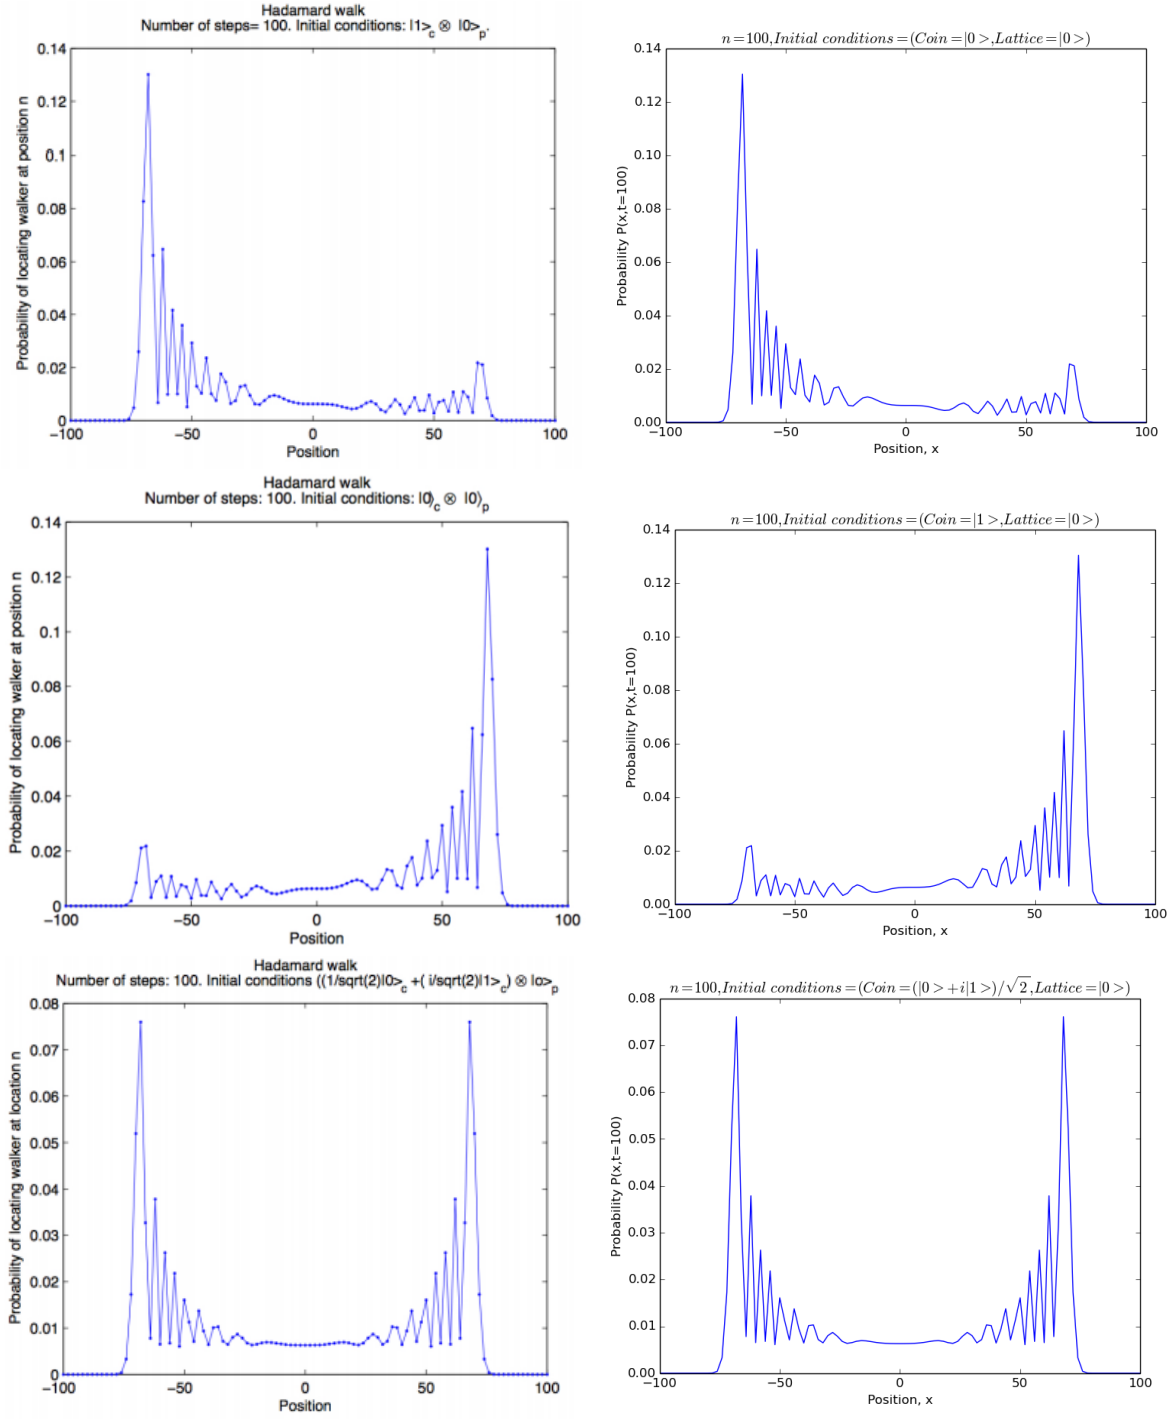 Hadamard walk
Number of steps= 100. Initial conditions: |1>_c ⊗ |0>_p.
0.14
0.12
0.1
0.08
0.06
0.04
0.02
0
Probability of locating walker at position n
−100 −50 0 50 100
Position
n=100,Initial conditions=(Coin=|0>,Lattice=|0>)
0.14
0.12
0.10
0.08
0.06
0.04
0.02
0.00
Probability P(x,t=100)
−100 −50 0 50 100
Position, x
Hadamard walk
Number of steps: 100. Initial conditions: |0⟩_c ⊗ |0⟩_p
0.14
0.12
0.1
0.08
0.06
0.04
0.02
0
Probability of locating walker at position n
−100 −50 0 50 100
Position
n=100,Initial conditions=(Coin=|1>,Lattice=|0>)
0.14
0.12
0.10
0.08
0.06
0.04
0.02
0.00
Probability P(x,t=100)
−100 −50 0 50 100
Position, x
Hadamard walk
Number of steps: 100. Initial conditions ((1/sqrt(2)|0>_c +( i/sqrt(2)|1>_c) ⊗ |o>_p
0.08
0.07
0.06
0.05
0.04
0.03
0.02
0.01
0
Probability of locating walker at location n
−100 −50 0 50 100
Position
n=100,Initial conditions=(Coin=(|0>+i|1>)/√2,Lattice=|0>)
0.08
0.07
0.06
0.05
0.04
0.03
0.02
0.01
0.00
Probability P(x,t=100)
−100 −50 0 50 100
Position, x